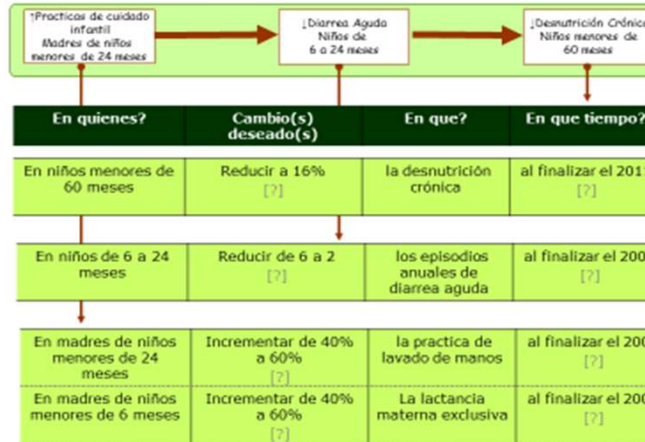 ↑Practicas de cuidado
infantil
Madres de niños
menores de 24 meses
↓Diarrea Aguda
Niños de
6 a 24 meses
↓Desnutrición Crónica
Niños menores de
60 meses
En quienes?
Cambio(s)
deseado(s)
En que?
En que tiempo?
En niños menores de
60 meses
Reducir a 16%
[?]
la desnutrición
crónica
al finalizar el
[?]
En niños de 6 a 24
meses
Reducir de 6 a 2
[?]
los episodios
anuales de
diarrea aguda
al finalizar el
[?]
En madres de niños
menores de 24
meses
Incrementar de 40%
a 60%
[?]
la practica de
lavado de manos
al finalizar el
[?]
En madres de niños
menores de 6 meses
Incrementar de 40%
a 60%
[?]
La lactancia
materna exclusiva
al finalizar el
[?]